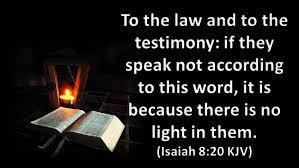 To the law and to the
testimony: if they
speak not according
to this word, it is
because there is no
light in them.
(Isaiah 8:20 KJV)